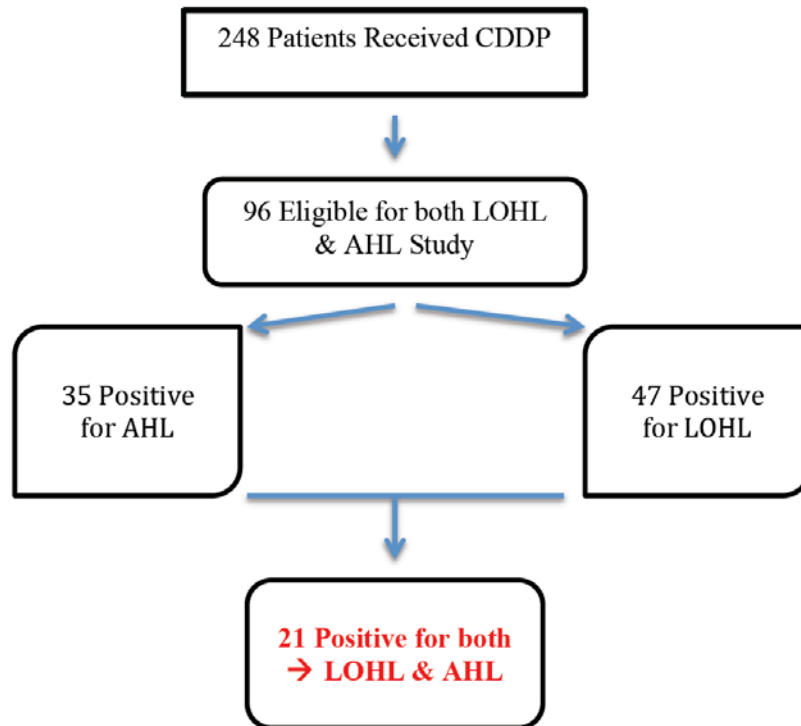 248 Patients Received CDDP
96 Eligible for both LOHL
& AHL Study
35 Positive
for AHL
47 Positive
for LOHL
21 Positive for both
→ LOHL & AHL